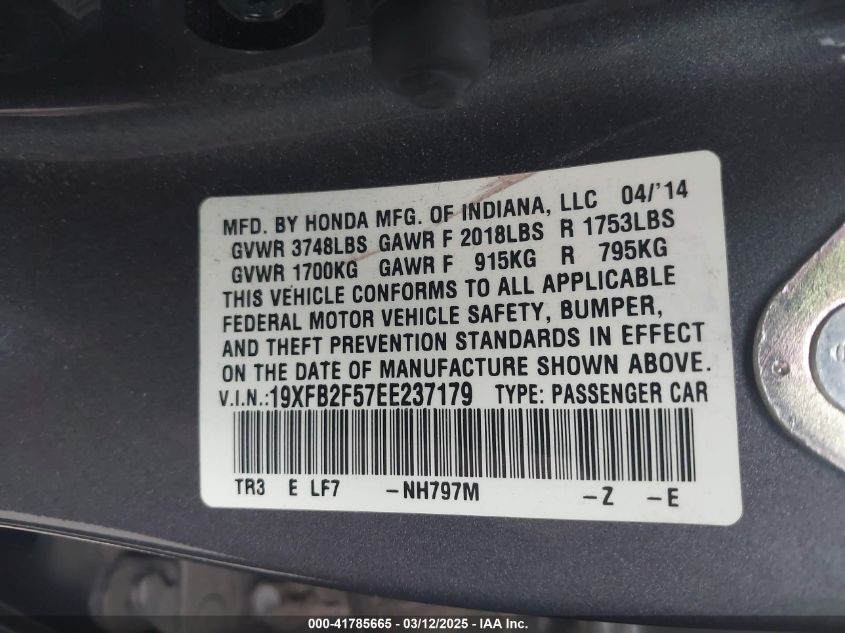 MFD. BY HONDA MFG. OF INDIANA, LLC 04/'14
GVWR 3748LBS GAWR F 2018LBS R 1753LBS
GVWR 1700KG GAWR F 915KG R 795KG
THIS VEHICLE CONFORMS TO ALL APPLICABLE
FEDERAL MOTOR VEHICLE SAFETY, BUMPER,
AND THEFT PREVENTION STANDARDS IN EFFECT
ON THE DATE OF MANUFACTURE SHOWN ABOVE.
V.I.N.:19XFB2F57EE237179 TYPE: PASSENGER CAR
TR3 E LF7 -NH797M -Z -E
000-41785665 / 03/12/2025 / IAA Inc.